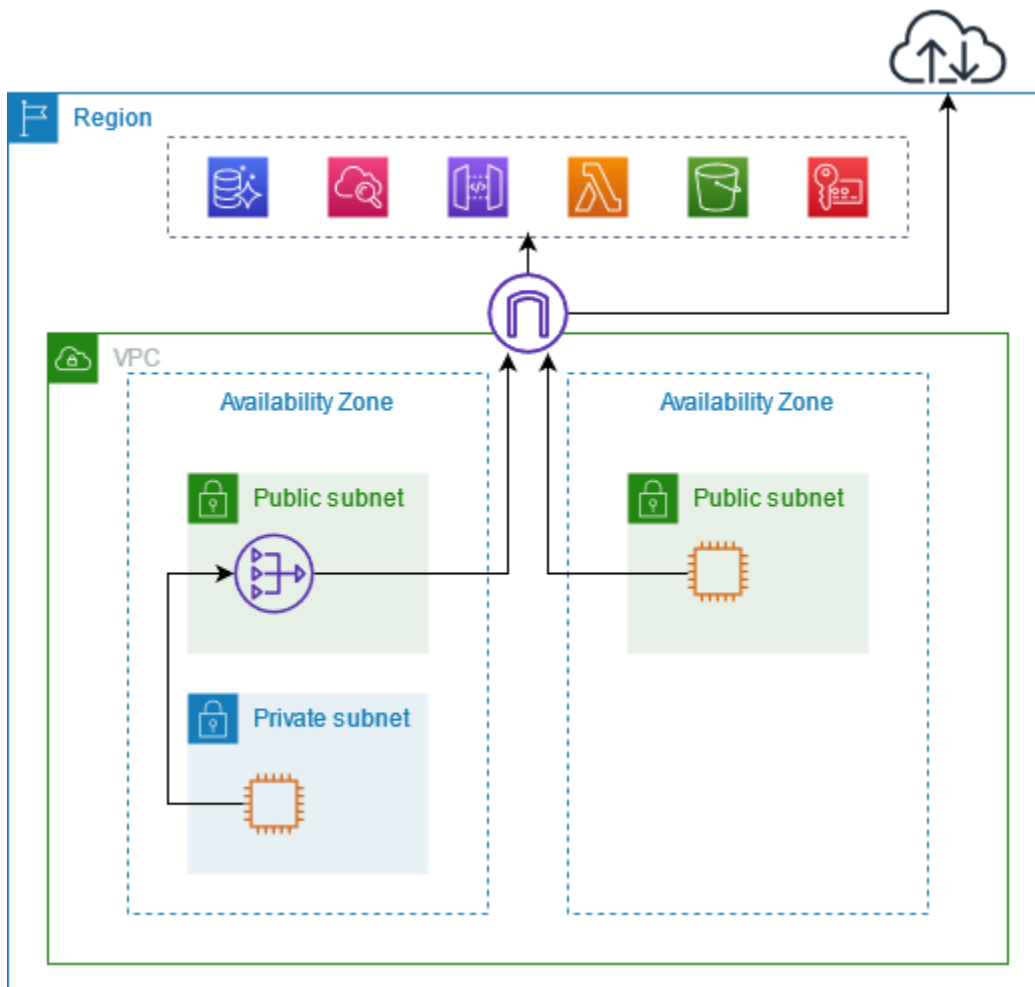 Region
VPC
Availability Zone
Availability Zone
Public subnet
Public subnet
Private subnet